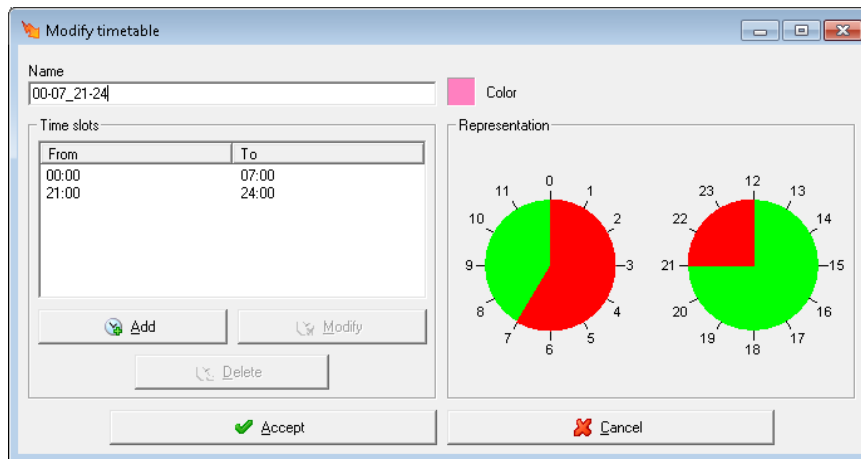 Modify timetable
Name
00-07_21-24
Color
Time slots
From To
00:00 07:00
21:00 24:00
Add
Modify
Delete
Representation
0
11 1
10 2
9 3
8 4
7 5
6
12
23 13
22 14
21 15
20 16
19 17
18
Accept
Cancel